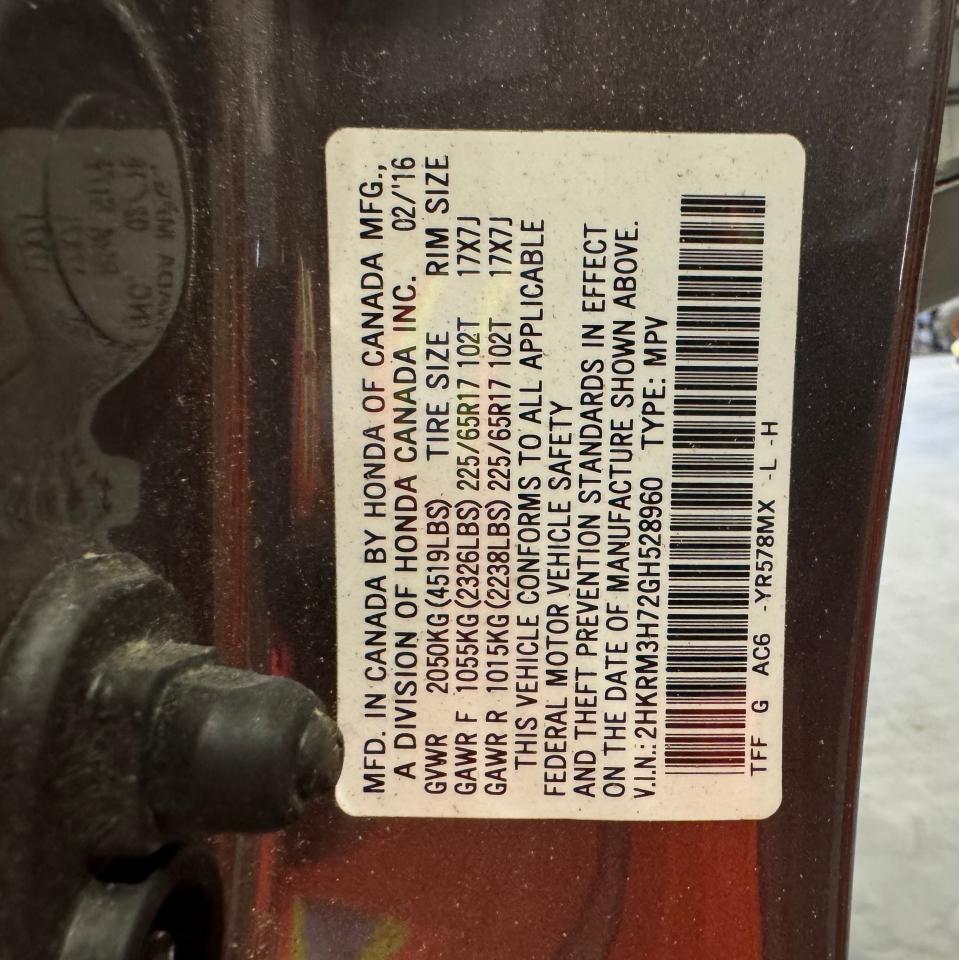 MFD. IN CANADA BY HONDA OF CANADA MFG.,
A DIVISION OF HONDA CANADA INC. 02/'16
GVWR 2050KG(4519LBS) TIRE SIZE RIM SIZE
GAWR F 1055KG(2326LBS) 225/65R17 102T 17X7J
GAWR R 1015KG(2238LBS) 225/65R17 102T 17X7J
THIS VEHICLE CONFORMS TO ALL APPLICABLE
FEDERAL MOTOR VEHICLE SAFETY
AND THEFT PREVENTION STANDARDS IN EFFECT
ON THE DATE OF MANUFACTURE SHOWN ABOVE.
V.I.N.: 2HKRM3H72GH528960 TYPE: MPV
TFF G AC6 -YR578MX -L -H